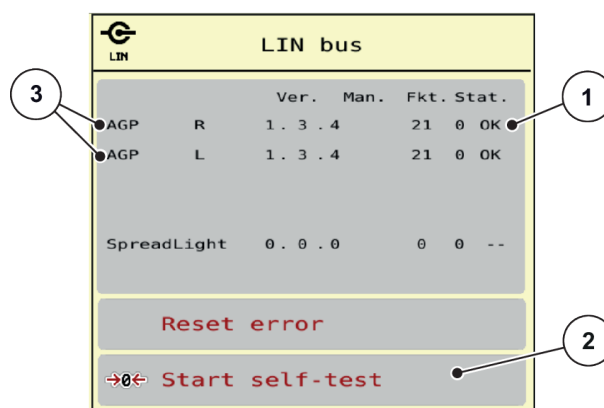 LIN
LIN bus
Ver. Man. Fkt. Stat.
AGP R 1.3.4 21 0 OK
AGP L 1.3.4 21 0 OK
SpreadLight 0.0.0 0 0 --
Reset error
→0← Start self-test
3
1
2